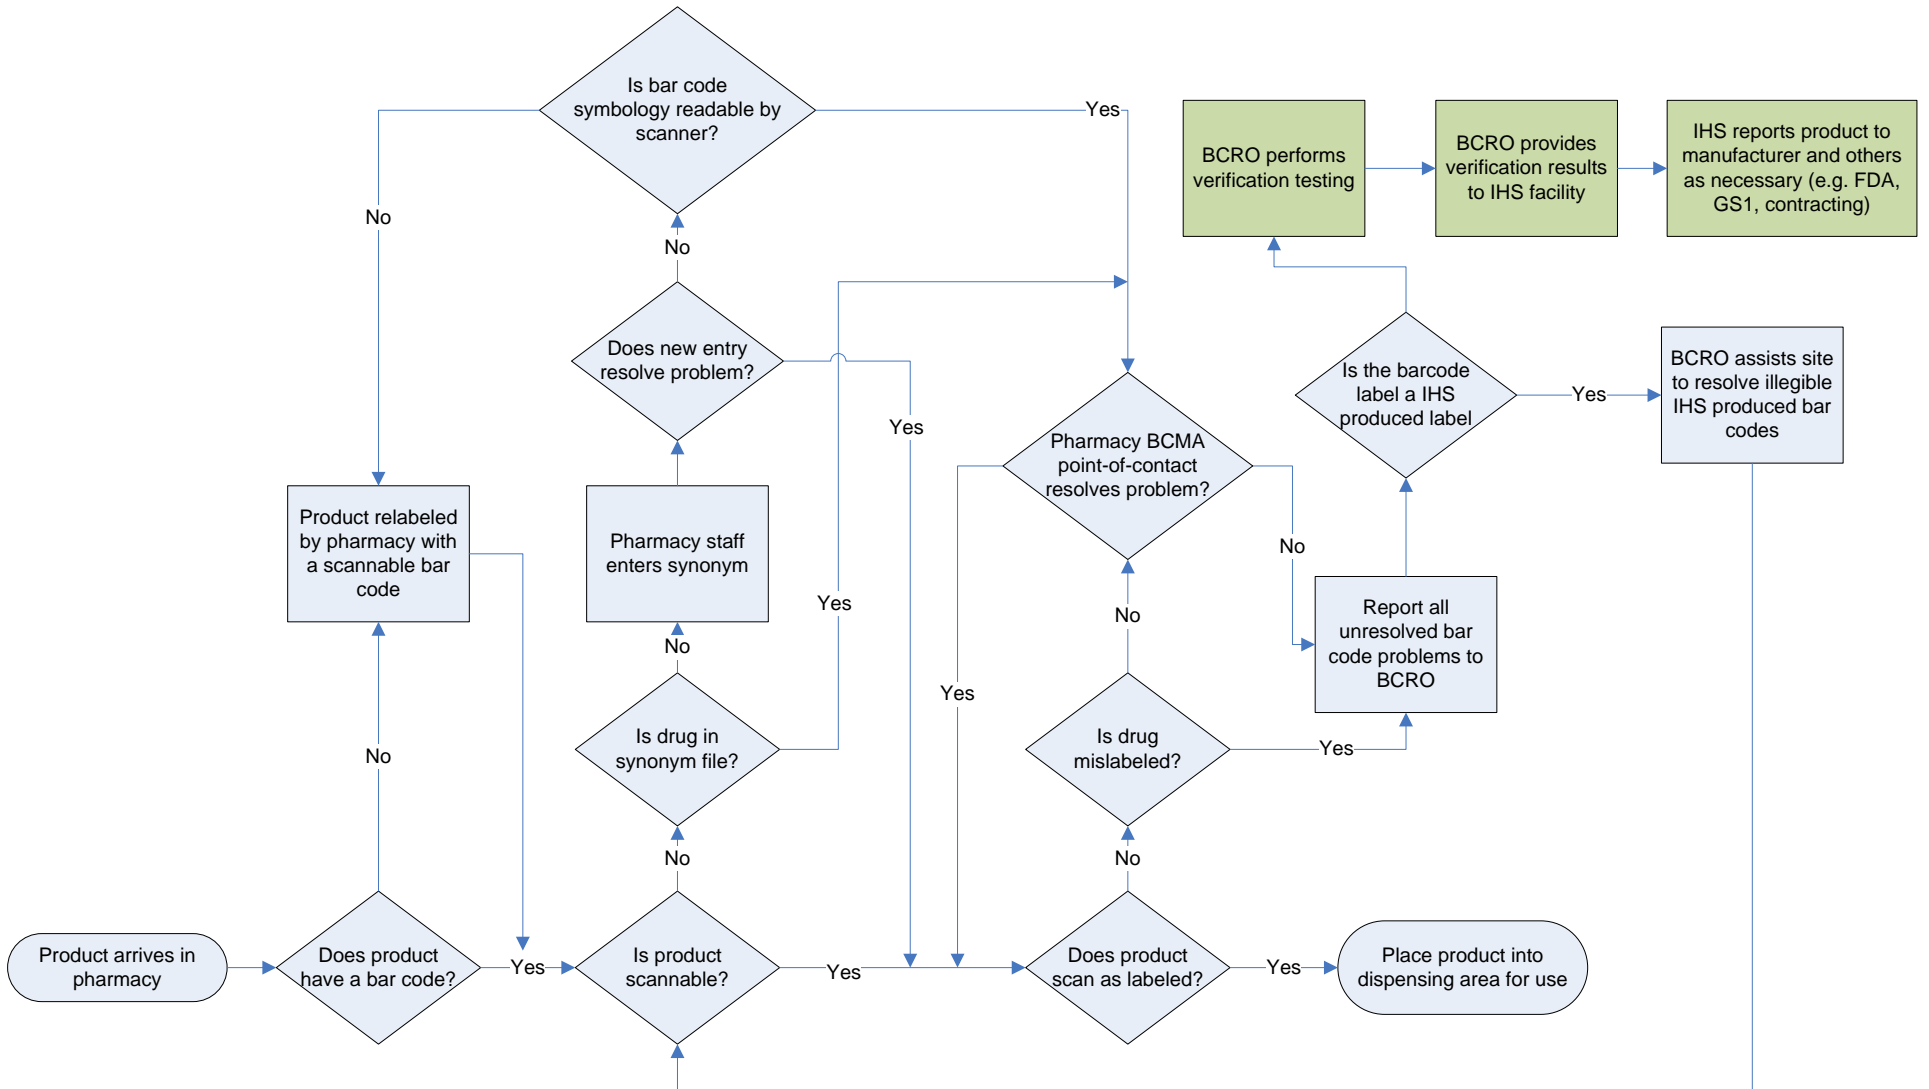 Is bar code
symbology readable by
scanner?
Yes
No
No
BCRO performs
verification testing
BCRO provides
verification results
to IHS facility
IHS reports product to
manufacturer and others
as necessary (e.g. FDA,
GS1, contracting)
Does new entry
resolve problem?
Yes
Is the barcode
label a IHS
produced label
Yes
BCRO assists site
to resolve illegible
IHS produced bar
codes
Pharmacy BCMA
point-of-contact
resolves problem?
No
Yes
Product relabeled
by pharmacy with
a scannable bar
code
Pharmacy staff
enters synonym
Yes
No
No
Report all
unresolved bar
code problems to
BCRO
Is drug in
synonym file?
Is drug
mislabeled?
Yes
No
No
No
Product arrives in
pharmacy
Does product
have a bar code?
Yes
Is product
scannable?
Yes
Does product
scan as labeled?
Yes
Place product into
dispensing area for use